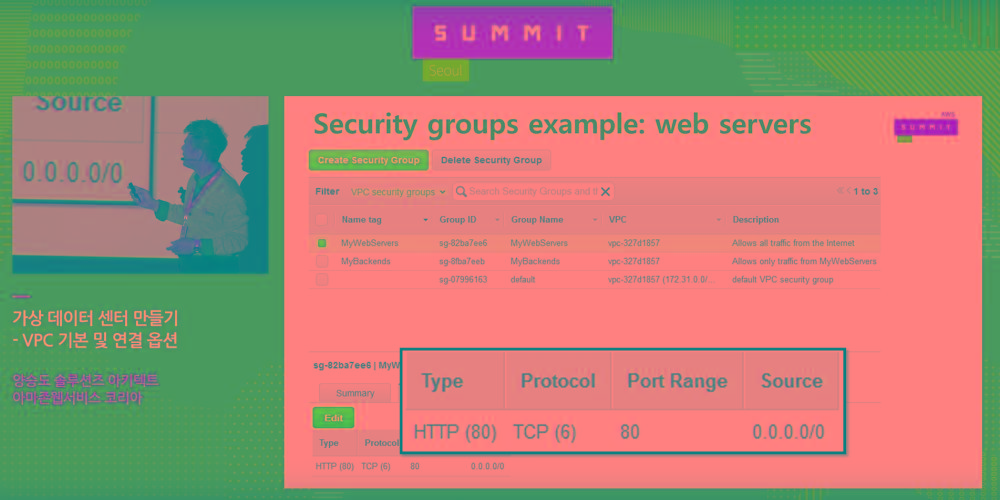 SUMMIT
Seoul
Source
0.0.0.0/0
가상 데이터 센터 만들기
- VPC 기본 및 연결 옵션
양승도 솔루션즈 아키텍트
아마존웹서비스 코리아
Security groups example: web servers
AWS
SUMMIT
Create Security Group Delete Security Group
Filter VPC security groups Search Security Groups and t 1 to 3
Name tag Group ID Group Name VPC Description
MyWebServers sg-82ba7ee6 MyWebServers vpc-327d1857 Allows all traffic from the Internet
MyBackends sg-8fba7eeb MyBackends vpc-327d1857 Allows only traffic from MyWebServers
sg-07996163 default vpc-327d1857 (172.31.0.0/... default VPC security group
sg-82ba7ee6 | MyW
Summary
Edit
Type Protocol
HTTP (80) TCP (6) 80 0.0.0.0/0
Type Protocol Port Range Source
HTTP (80) TCP (6) 80 0.0.0.0/0